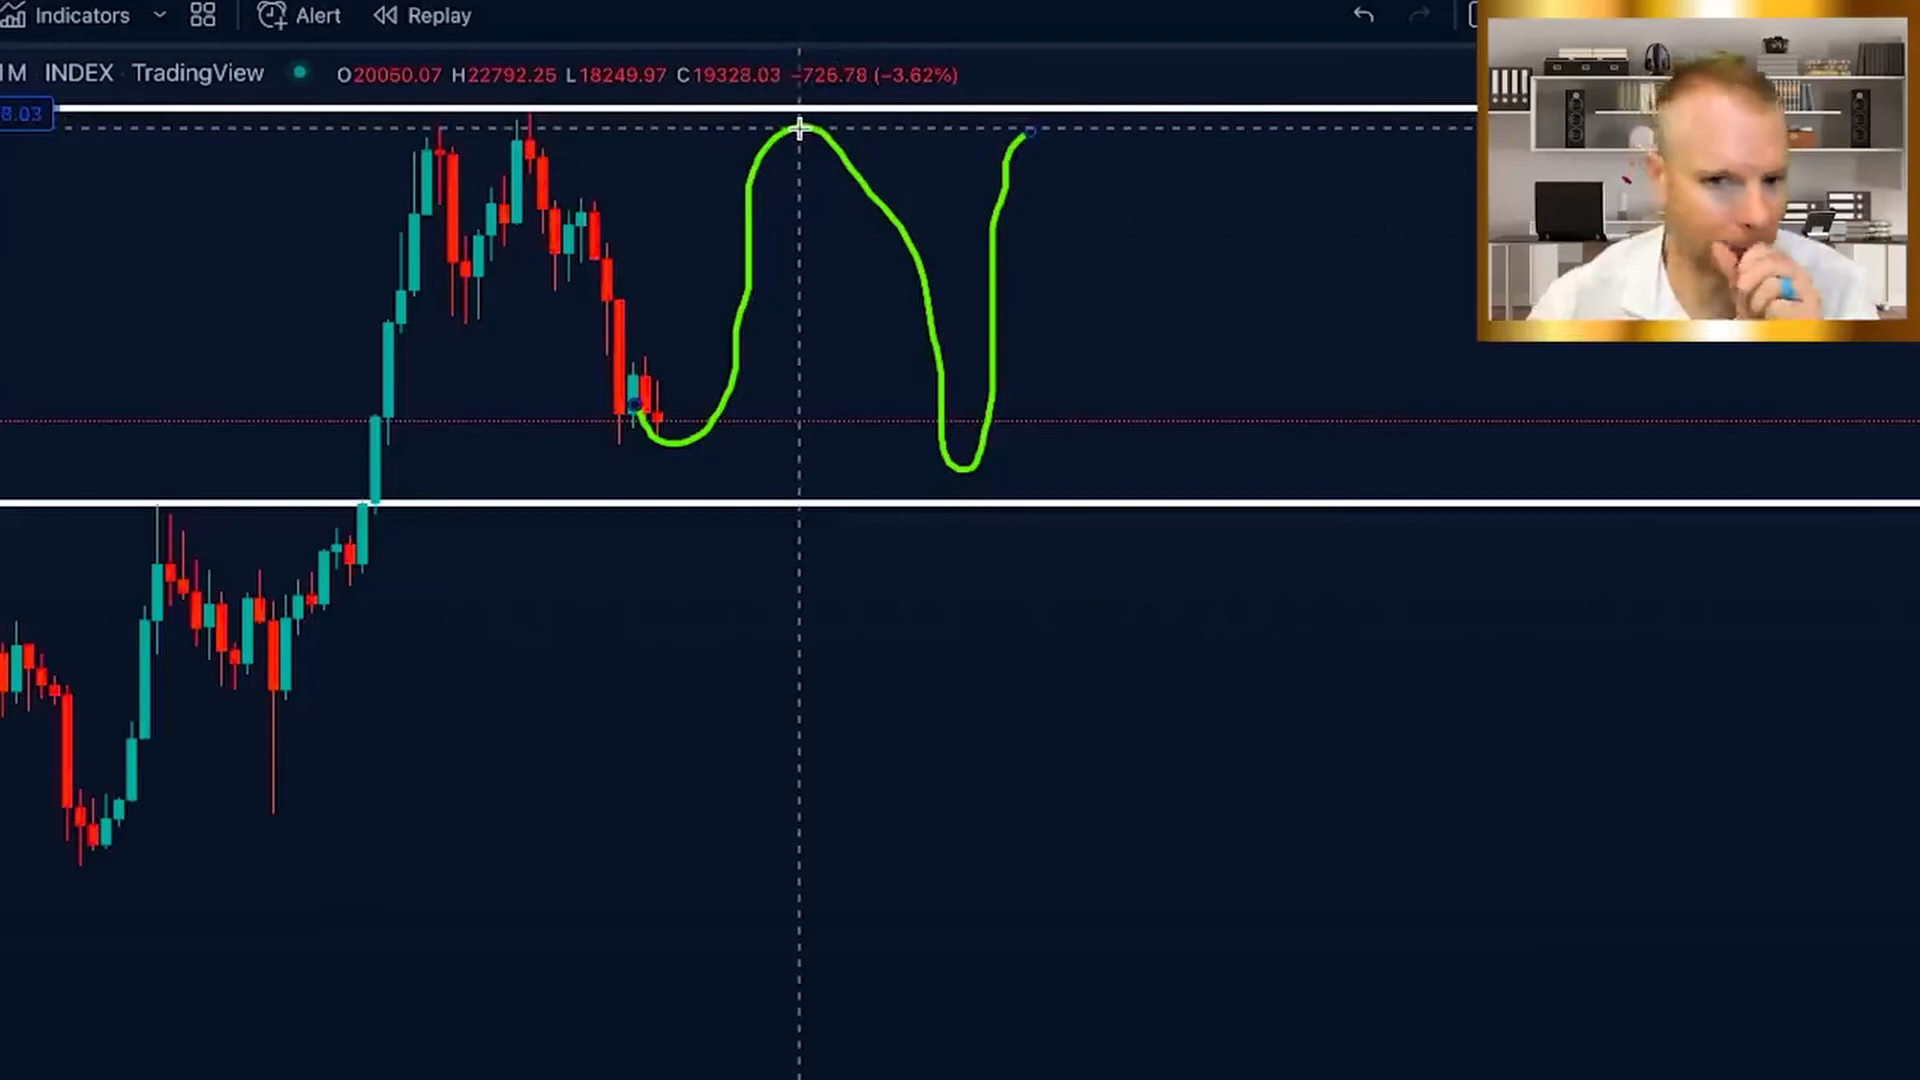 Indicators Alert Replay
1M INDEX TradingView O20050.07 H22792.25 L18249.97 C19328.03 −726.78 (−3.62%)
8.03